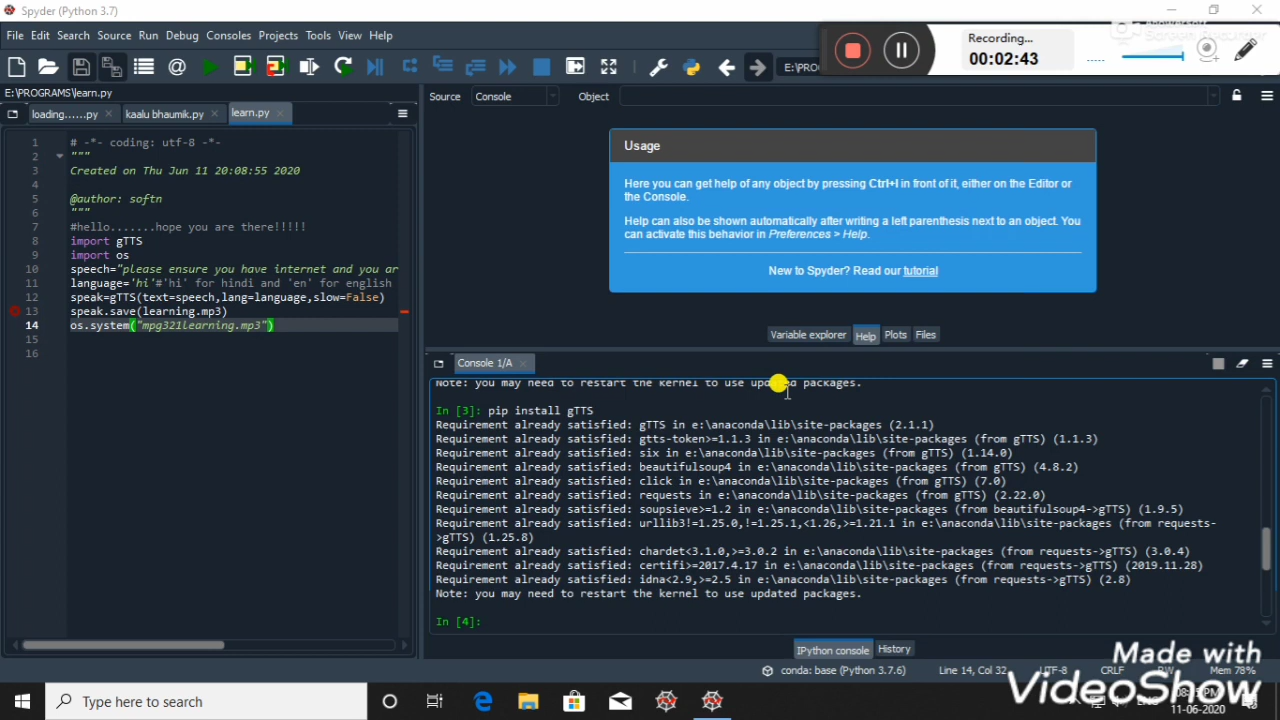 Spyder (Python 3.7)
File Edit Search Source Run Debug Consoles Projects Tools View Help
Recording...
00:02:43
E:\PRO
E:\PROGRAMS\learn.py
loading......py
kaalu bhaumik.py
learn.py
Source Console Object
1 # -*- coding: utf-8 -*-
2 """
3 Created on Thu Jun 11 20:08:55 2020
4
5 @author: softn
6 """
7 #hello.......hope you are there!!!!!
8 import gTTS
9 import os
10 speech="please ensure you have internet and you ar
11 language='hi'#'hi' for hindi and 'en' for english
12 speak=gTTS(text=speech,lang=language,slow=False)
13 speak.save(learning.mp3)
14 os.system("mpg321learning.mp3")
15
16
Usage
Here you can get help of any object by pressing Ctrl+I in front of it, either on the Editor or
the Console.
Help can also be shown automatically after writing a left parenthesis next to an object. You
can activate this behavior in Preferences > Help.
New to Spyder? Read our tutorial
Variable explorer Help Plots Files
Console 1/A
Note: you may need to restart the kernel to use updated packages.
In [3]: pip install gTTS
Requirement already satisfied: gTTS in e:\anaconda\lib\site-packages (2.1.1)
Requirement already satisfied: gtts-token>=1.1.3 in e:\anaconda\lib\site-packages (from gTTS) (1.1.3)
Requirement already satisfied: six in e:\anaconda\lib\site-packages (from gTTS) (1.14.0)
Requirement already satisfied: beautifulsoup4 in e:\anaconda\lib\site-packages (from gTTS) (4.8.2)
Requirement already satisfied: click in e:\anaconda\lib\site-packages (from gTTS) (7.0)
Requirement already satisfied: requests in e:\anaconda\lib\site-packages (from gTTS) (2.22.0)
Requirement already satisfied: soupsieve>=1.2 in e:\anaconda\lib\site-packages (from beautifulsoup4->gTTS) (1.9.5)
Requirement already satisfied: urllib3!=1.25.0,!=1.25.1,<1.26,>=1.21.1 in e:\anaconda\lib\site-packages (from requests-
>gTTS) (1.25.8)
Requirement already satisfied: chardet<3.1.0,>=3.0.2 in e:\anaconda\lib\site-packages (from requests->gTTS) (3.0.4)
Requirement already satisfied: certifi>=2017.4.17 in e:\anaconda\lib\site-packages (from requests->gTTS) (2019.11.28)
Requirement already satisfied: idna<2.9,>=2.5 in e:\anaconda\lib\site-packages (from requests->gTTS) (2.8)
Note: you may need to restart the kernel to use updated packages.
In [4]:
IPython console History
conda: base (Python 3.7.6) Line 14, Col 32 UTF-8 CRLF RW Mem 78%
Made with
VideoShow
Type here to search
11-06-2020